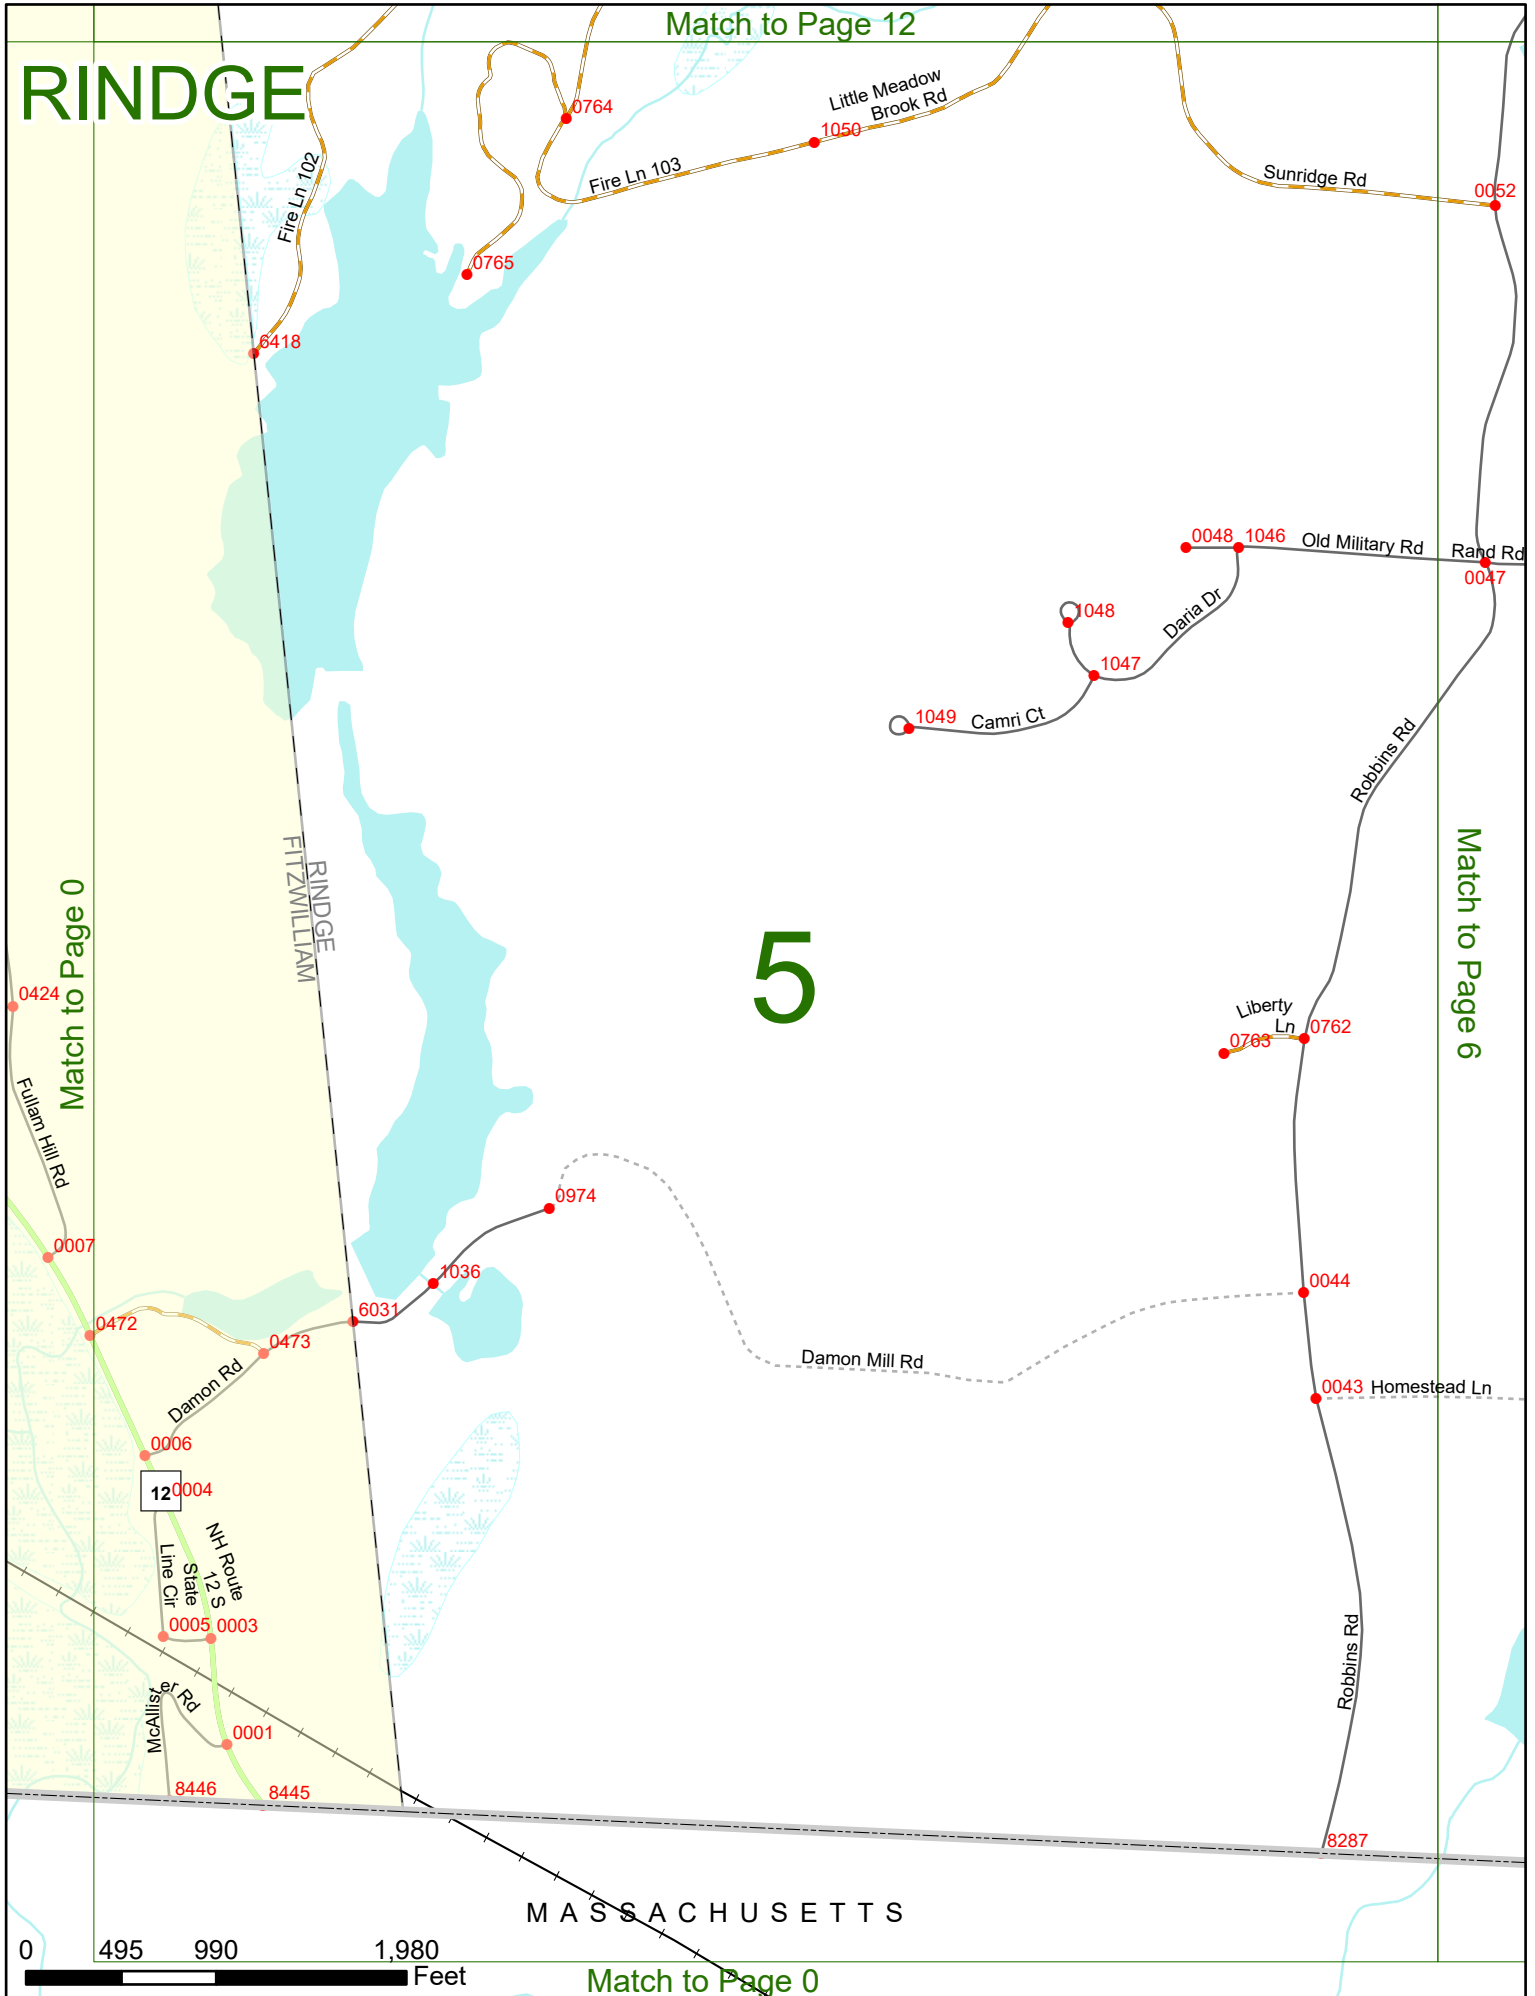 Match to Page 12
RINDGE
0764
Little Meadow
Brook Rd
1050
Fire Ln 102
Fire Ln 103
Sunridge Rd
0052
0765
6418
0048
1046
Old Military Rd
Rand Rd
0047
1048
Daria Dr
1047
1049
Camri Ct
Robbins Rd
RINDGE
FITZWILLIAM
Match to Page 0
Match to Page 6
5
0424
Liberty
Ln
0762
0763
Fullam Hill Rd
0974
0007
1036
0044
6031
0472
0473
Damon Mill Rd
Damon Rd
0043
Homestead Ln
0006
12
0004
NH Route
12 S
State
Line Cir
0005
0003
Robbins Rd
McAllister Rd
0001
8446
8445
8287
MASSACHUSETTS
0
495
990
1,980
Feet
Match to Page 0